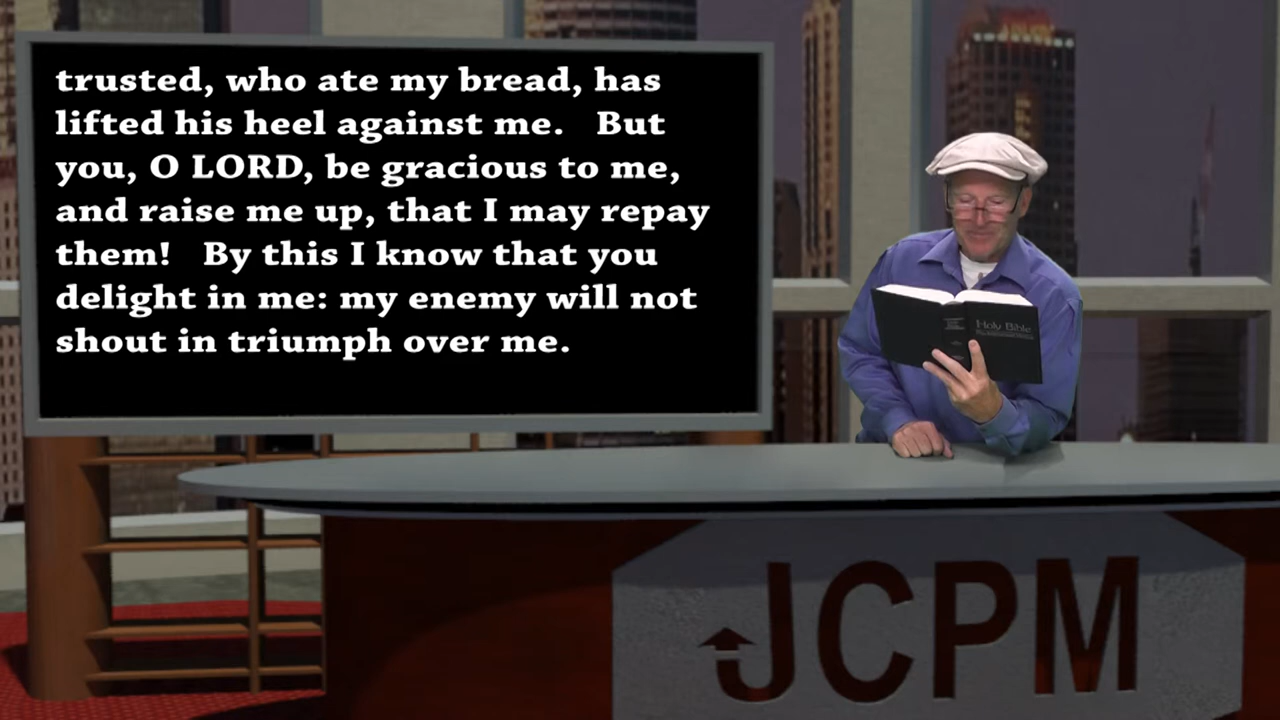 trusted, who ate my bread, has
lifted his heel against me.   But
you, O LORD, be gracious to me,
and raise me up, that I may repay
them!   By this I know that you
delight in me: my enemy will not
shout in triumph over me.
Holy Bible
JCPM